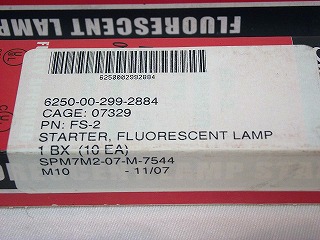 FLUORESCENT LAMP
6250002992884
6250-00-299-2884
CAGE: 07329
PN: FS-2
STARTER, FLUORESCENT LAMP
1 BX (10 EA)
SPM7M2-07-M-7544
M10 - 11/07